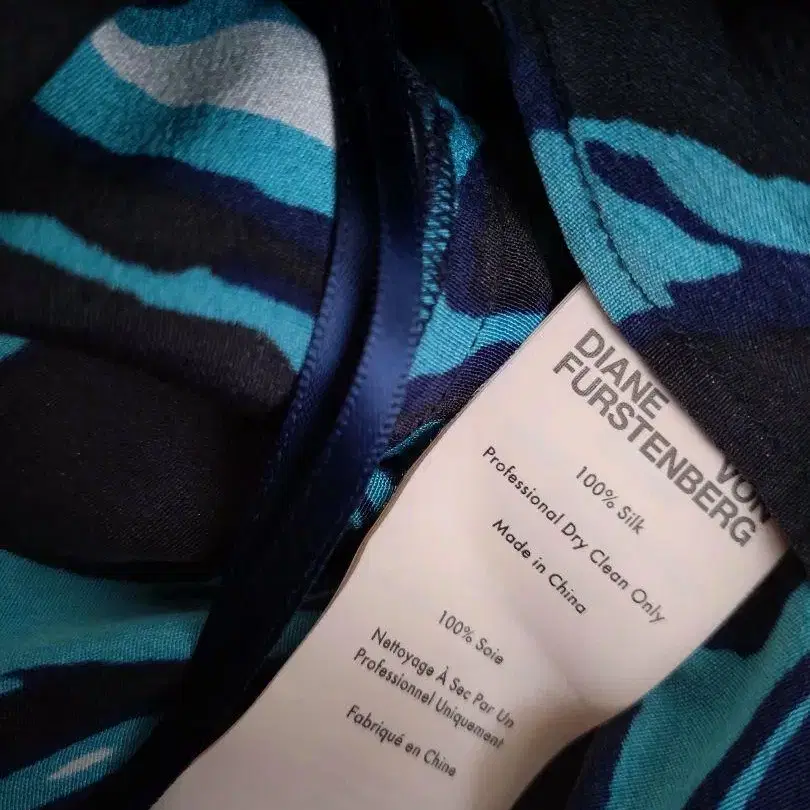 DIANE
VON
FURSTENBERG
100% Silk
Professional Dry Clean Only
Made in China
100% Soie
Nettoyage À Sec Par Un
Professionnel Uniquement
Fabriqué en Chine